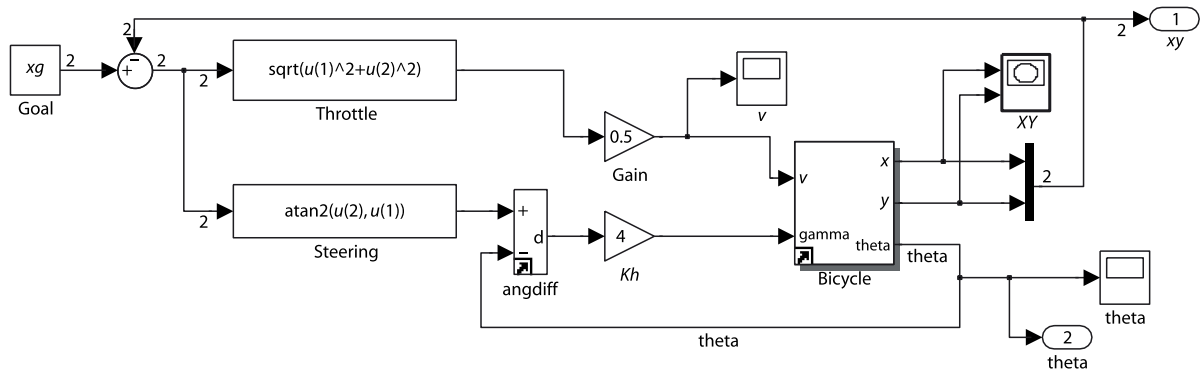 2
1
2
xy
xg
2
+
−
2
2
sqrt(u(1)^2+u(2)^2)
Goal
Throttle
v
XY
0.5
Gain
x
v
y
2
2
atan2(u(2), u(1))
Steering
+
−
d
angdiff
4
Kh
gamma
theta
theta
Bicycle
theta
theta
2
theta